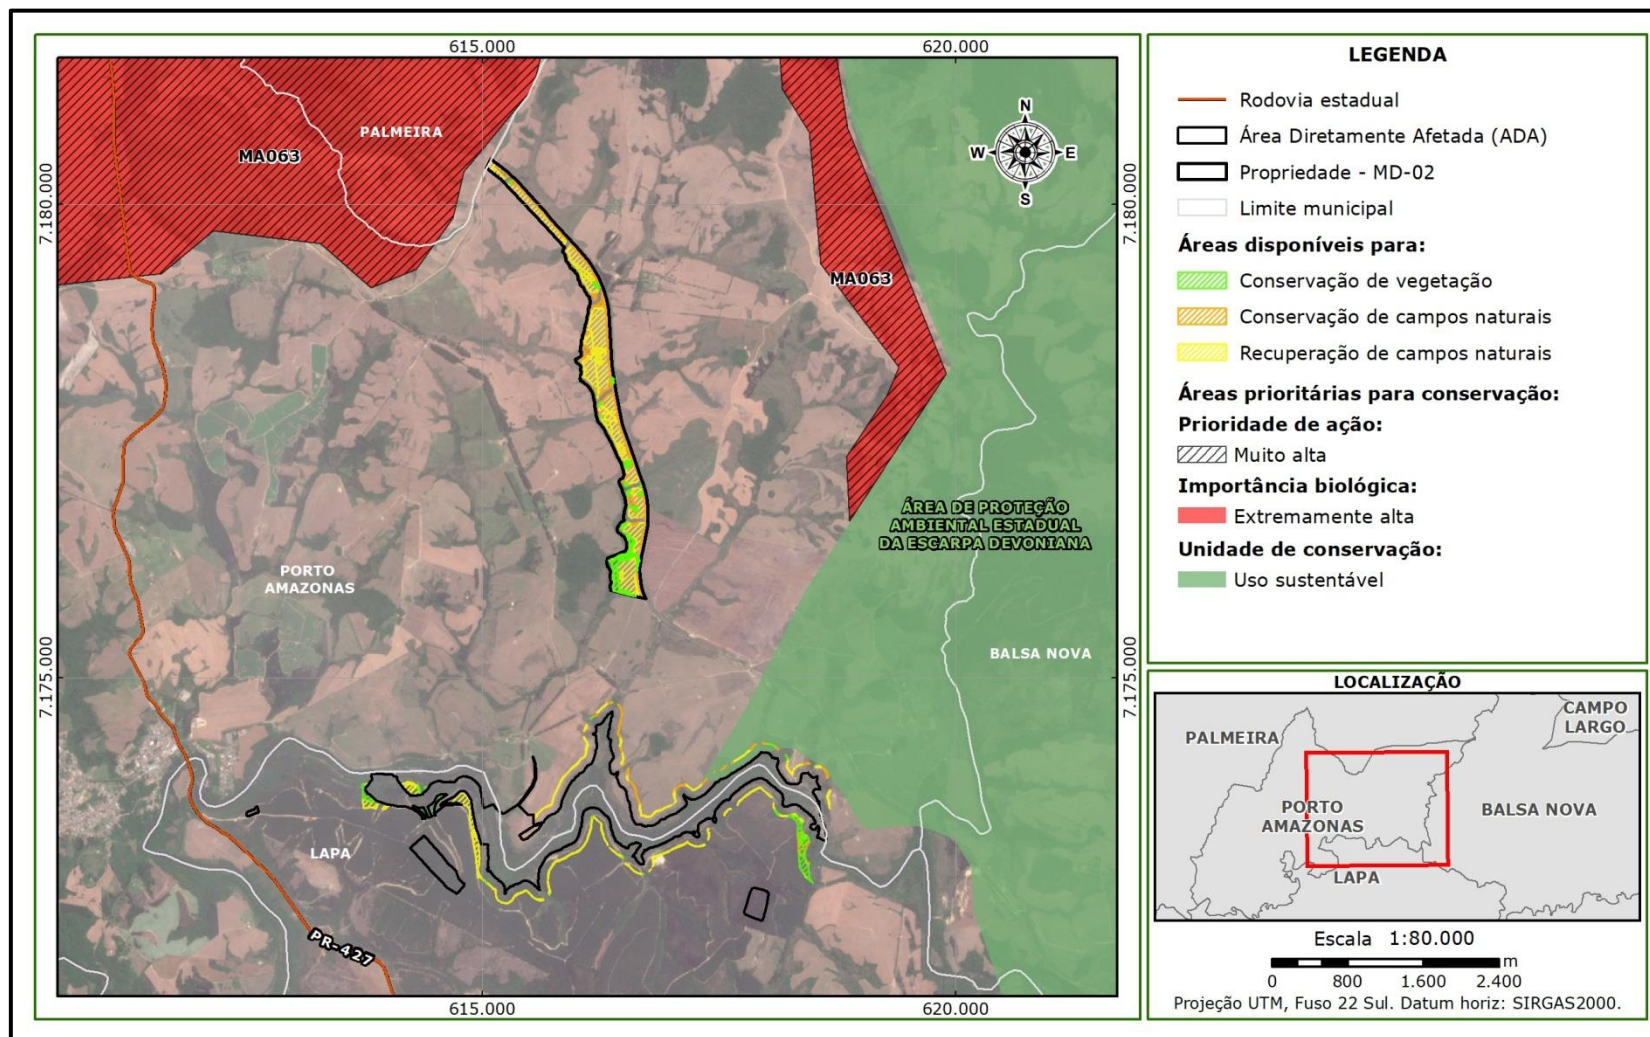 615.000
620.000
7.180.000
7.180.000
7.175.000
7.175.000
PALMEIRA
MA063
N
W
E
S
MA063
ÁREA DE PROTEÇÃO
AMBIENTAL ESTADUAL
DA ESCARPA DEVONIANA
PORTO
AMAZONAS
BALSA NOVA
LAPA
PR-427
615.000
620.000
LEGENDA
Rodovia estadual
Área Diretamente Afetada (ADA)
Propriedade - MD-02
Limite municipal
Áreas disponíveis para:
Conservação de vegetação
Conservação de campos naturais
Recuperação de campos naturais
Áreas prioritárias para conservação:
Prioridade de ação:
Muito alta
Importância biológica:
Extremamente alta
Unidade de conservação:
Uso sustentável
LOCALIZAÇÃO
CAMPO
LARGO
PALMEIRA
PORTO
AMAZONAS
BALSA NOVA
LAPA
Escala 1:80.000
m
0 800 1.600 2.400
Projeção UTM, Fuso 22 Sul. Datum horiz: SIRGAS2000.